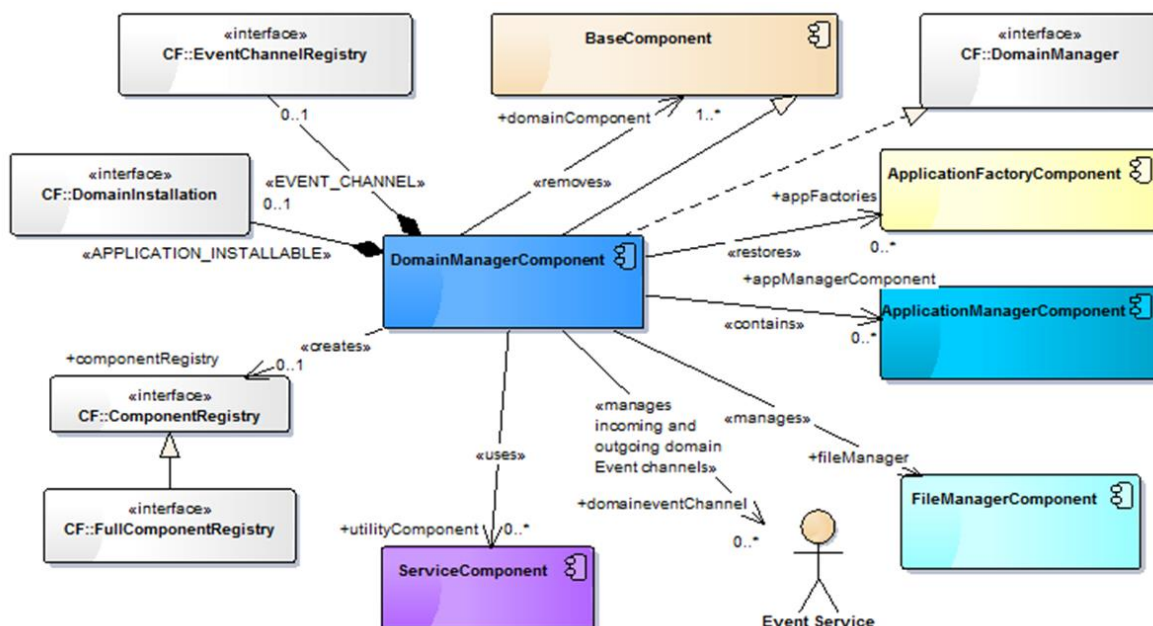 «interface»
CF::EventChannelRegistry
BaseComponent
«interface»
CF::DomainManager
0..1
+domainComponent
1..*
«interface»
CF::DomainInstallation
0..1
«EVENT_CHANNEL»
«removes»
ApplicationFactoryComponent
+appFactories
«APPLICATION_INSTALLABLE»
DomainManagerComponent
«restores»
0..*
+appManagerComponent
ApplicationManagerComponent
«contains»
0..*
«creates»
+componentRegistry
0..1
«interface»
CF::ComponentRegistry
«manages
incoming and
outgoing domain
Event channels»
«manages»
«uses»
+fileManager
«interface»
CF::FullComponentRegistry
FileManagerComponent
+domaineventChannel
+utilityComponent
0..*
0..*
ServiceComponent
Event Service